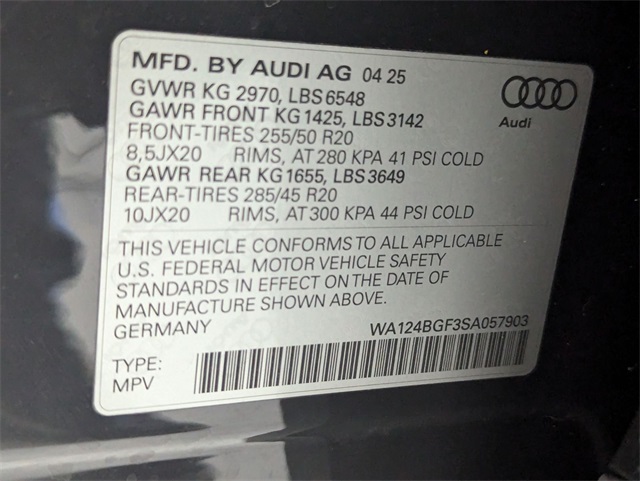 MFD. BY AUDI AG 04 25
GVWR KG 2970, LBS 6548
GAWR FRONT KG 1425, LBS 3142
FRONT-TIRES 255/50 R20
8,5JX20 RIMS, AT 280 KPA 41 PSI COLD
GAWR REAR KG 1655, LBS 3649
REAR-TIRES 285/45 R20
10JX20 RIMS, AT 300 KPA 44 PSI COLD
Audi
THIS VEHICLE CONFORMS TO ALL APPLICABLE
U.S. FEDERAL MOTOR VEHICLE SAFETY
STANDARDS IN EFFECT ON THE DATE OF
MANUFACTURE SHOWN ABOVE.
GERMANY WA124BGF3SA057903
TYPE:
MPV